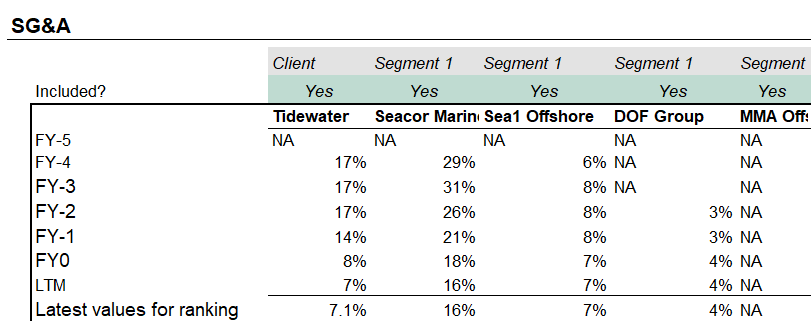 SG&A
Client Segment 1 Segment 1 Segment 1 Segment
Included? Yes Yes Yes Yes Yes
Tidewater Seacor Marin Sea1 Offshore DOF Group MMA Off
FY-5 NA NA NA NA NA
FY-4 17% 29% 6% NA NA
FY-3 17% 31% 8% NA NA
FY-2 17% 26% 8% 3% NA
FY-1 14% 21% 8% 3% NA
FY0 8% 18% 7% 4% NA
LTM 7% 16% 7% 4% NA
Latest values for ranking 7.1% 16% 7% 4% NA